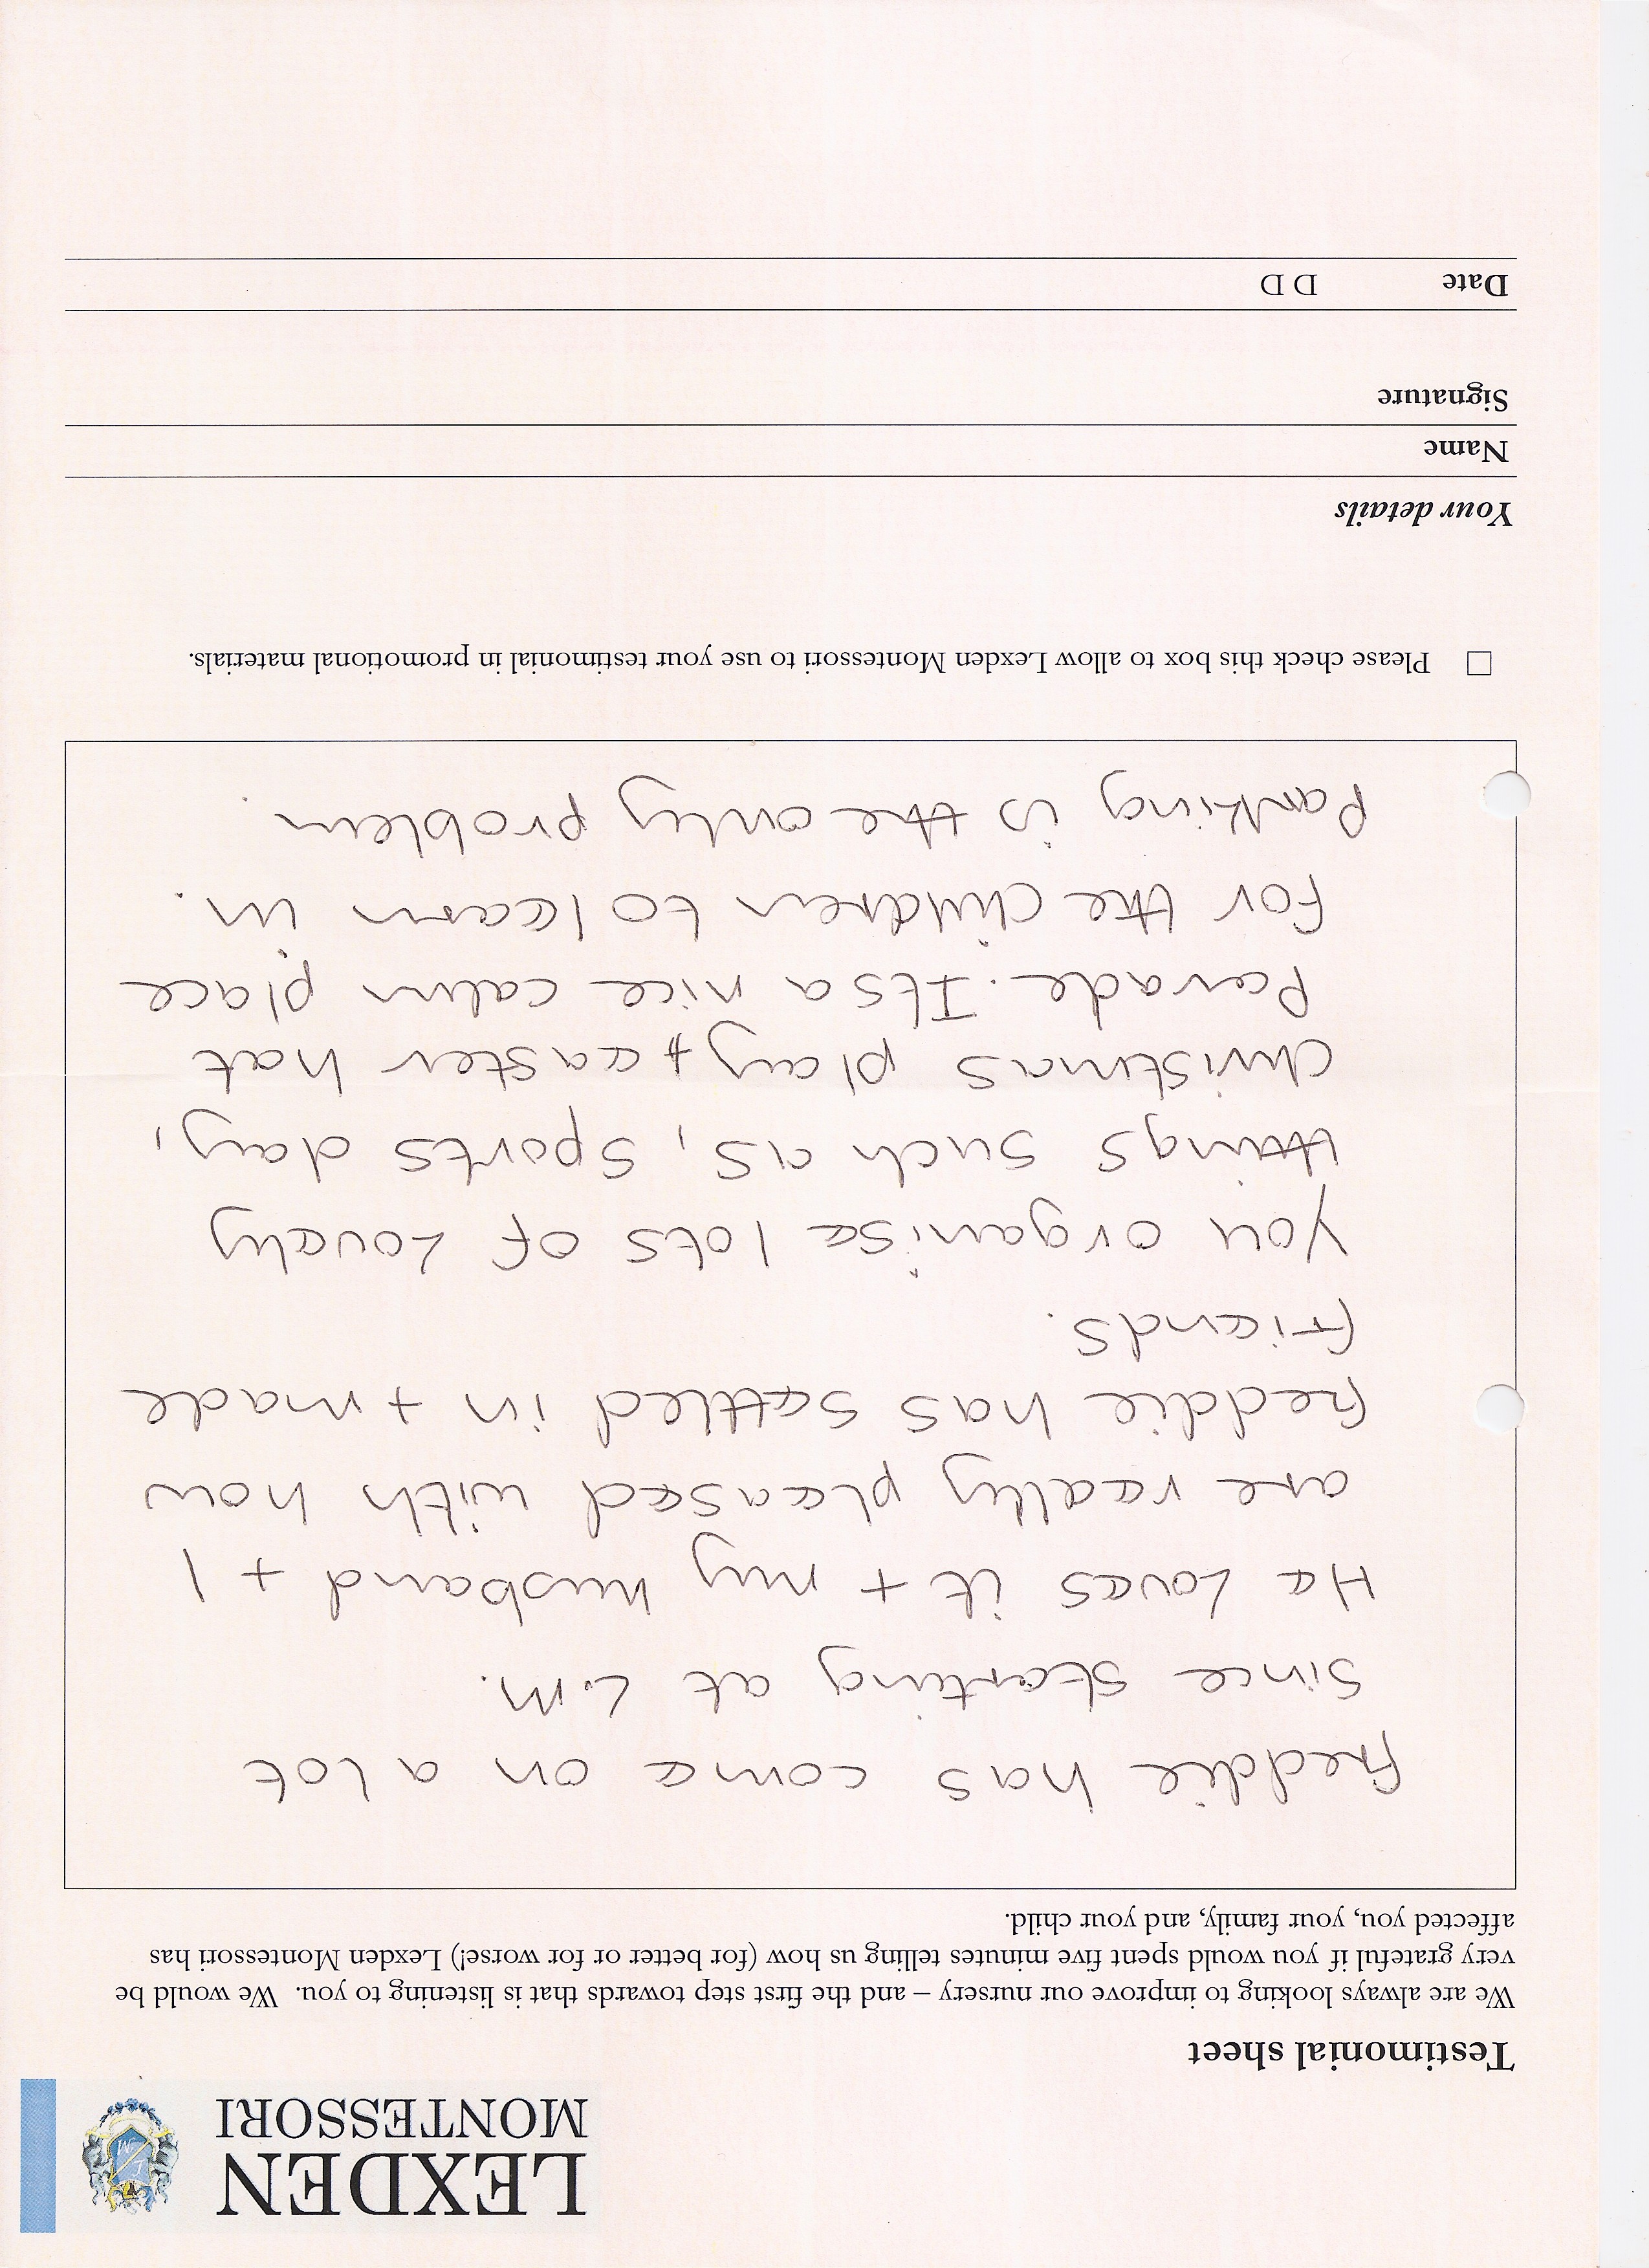 LEXDEN
MONTESSORI
Testimonial sheet
We are always looking to improve our nursery – and the first step towards that is listening to you. We would be
very grateful if you would spent five minutes telling us how (for better or for worse!) Lexden Montessori has
affected you, your family, and your child.
Freddie has come on a lot
since starting at L.M.
He loves it + my husband + I
are really pleased with how
Freddie has settled in + made
friends.
You organise lots of lovely
things such as, sports day,
christmas play + easter hat
Parade. Its a nice calm place
for the children to learn in.
Parking is the only problem.
Please check this box to allow Lexden Montessori to use your testimonial in promotional materials.
Your details
Name
Signature
Date DD